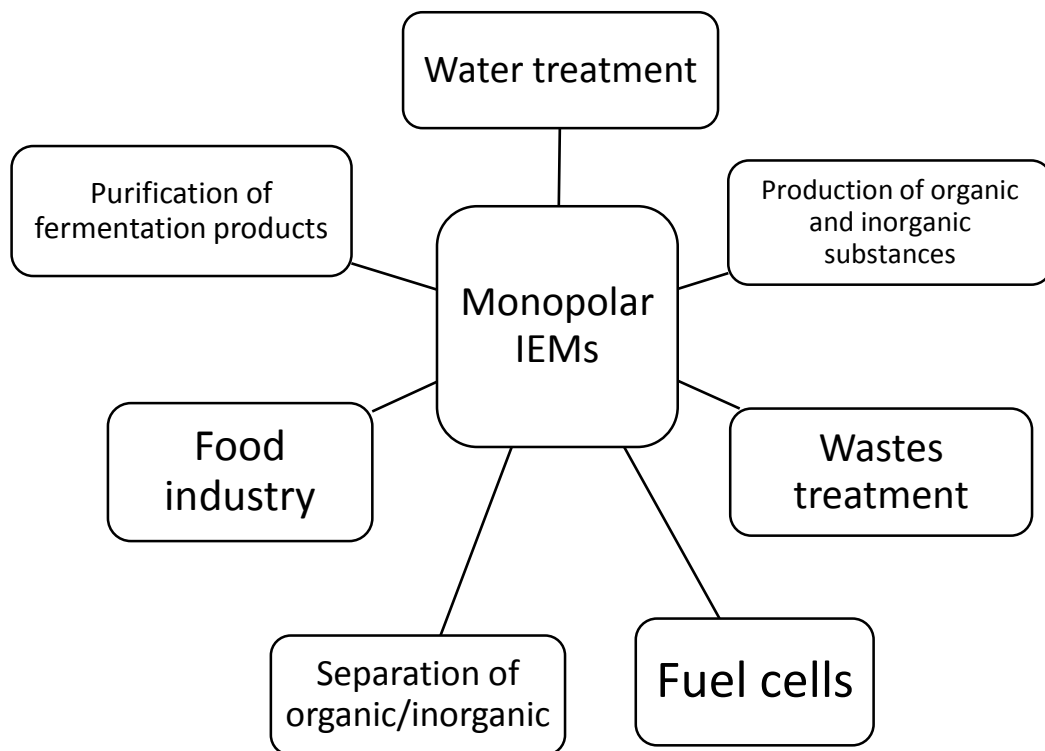 Water treatment
Purification of
fermentation products
Production of organic
and inorganic
substances
Monopolar
IEMs
Food
industry
Wastes
treatment
Separation of
organic/inorganic
Fuel cells